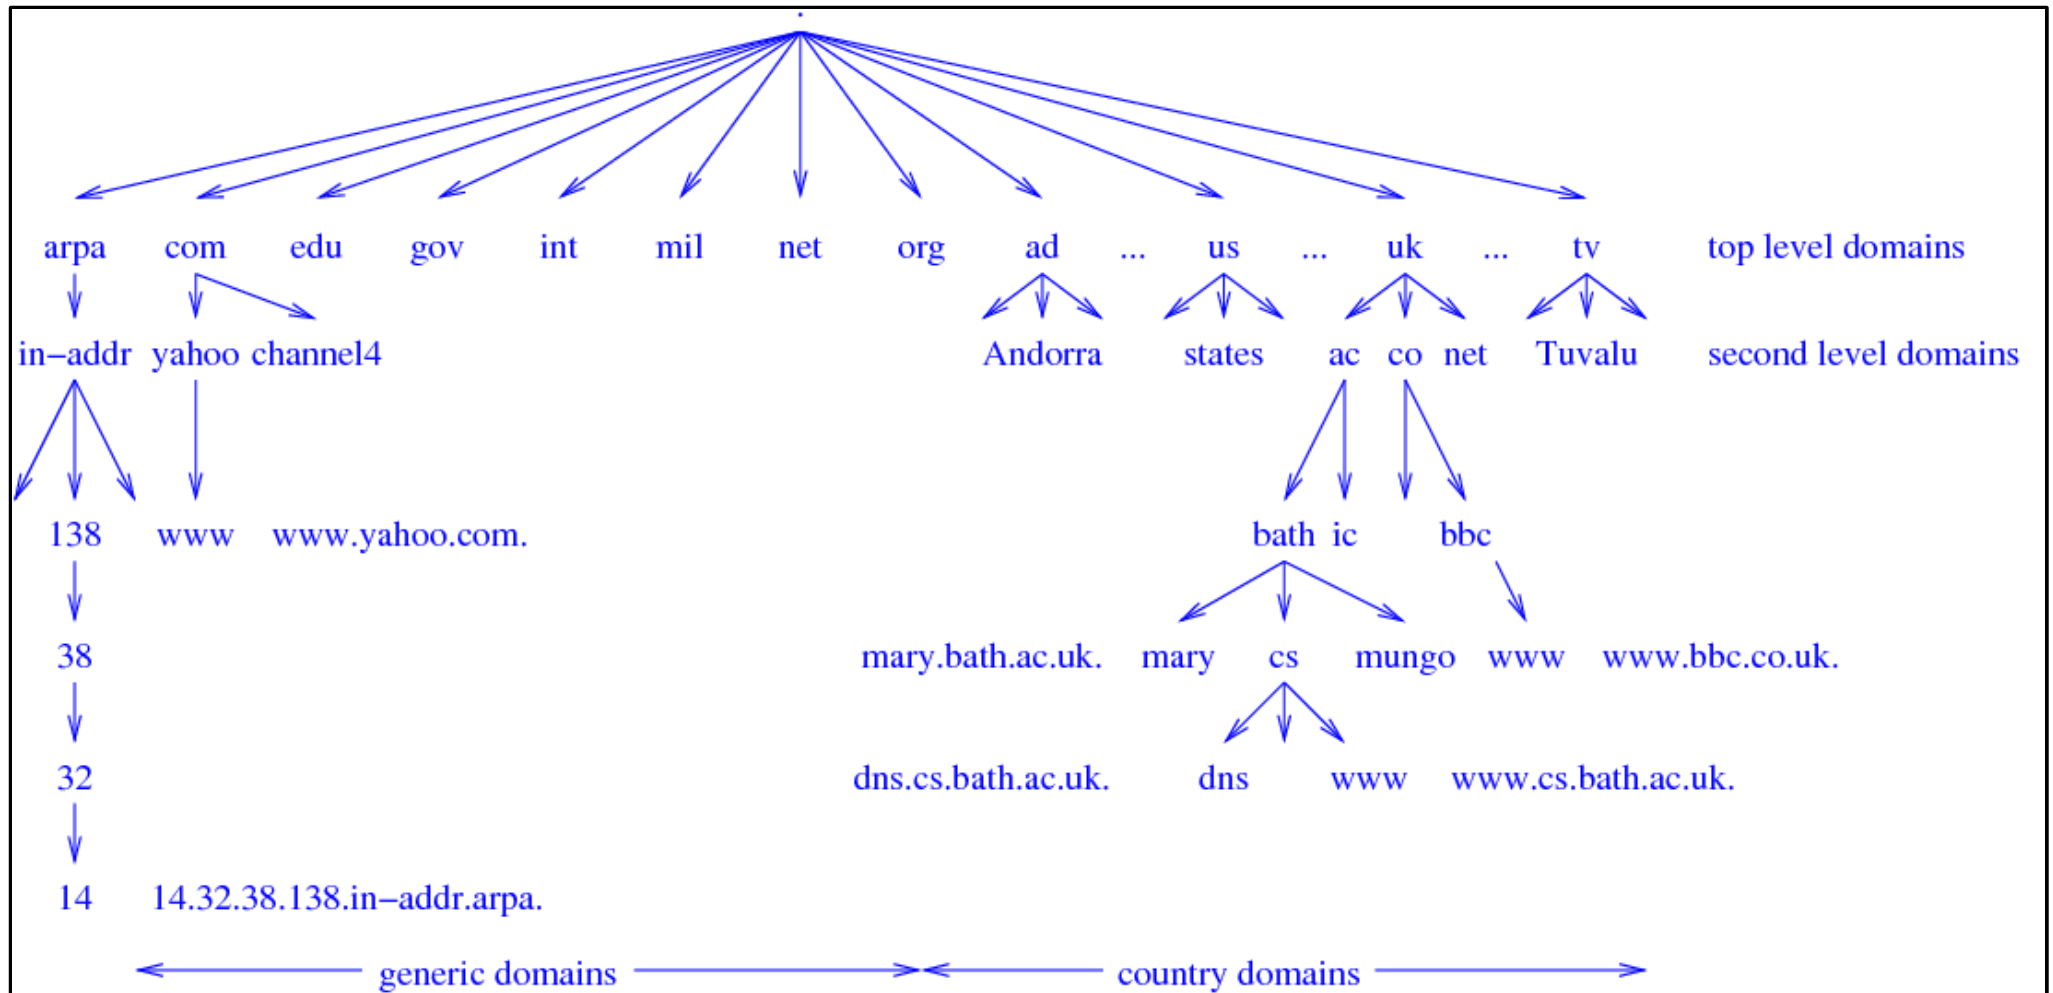 .
arpa com edu gov int mil net org ad ... us ... uk ... tv top level domains
in−addr yahoo channel4 Andorra states ac co net Tuvalu second level domains
138 www www.yahoo.com. bath ic bbc
38 mary.bath.ac.uk. mary cs mungo www www.bbc.co.uk.
32 dns.cs.bath.ac.uk. dns www www.cs.bath.ac.uk.
14 14.32.38.138.in−addr.arpa.
generic domains country domains